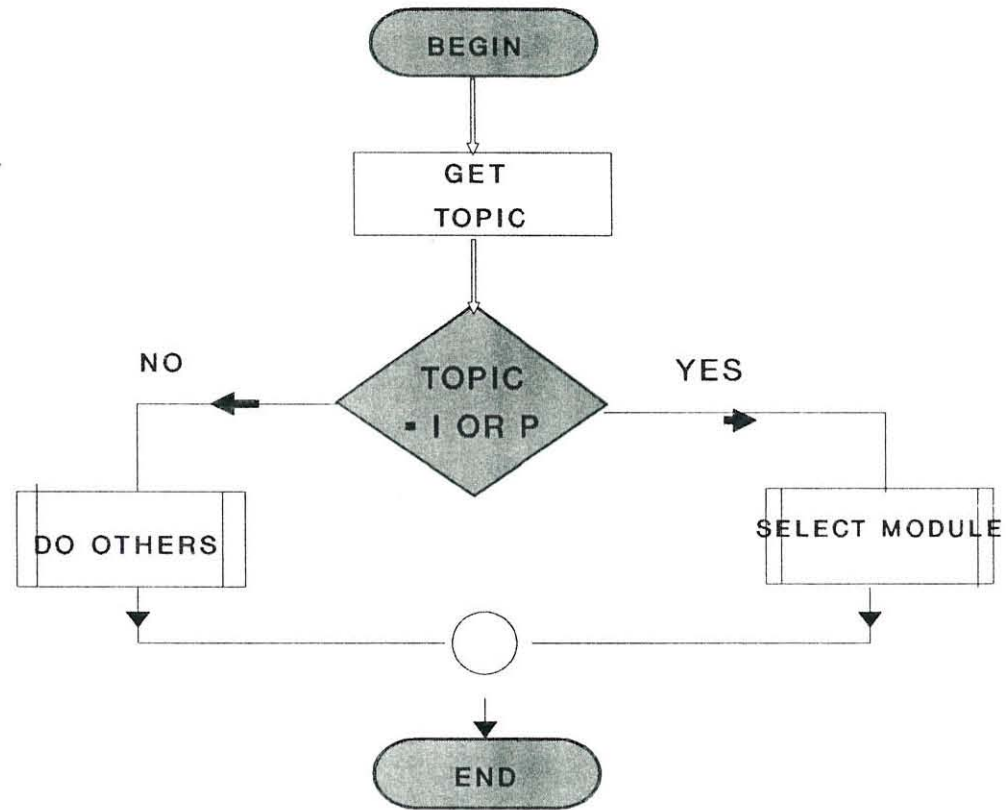 BEGIN
GET
TOPIC
NO
YES
TOPIC
= I OR P
DO OTHERS
SELECT MODULE
END